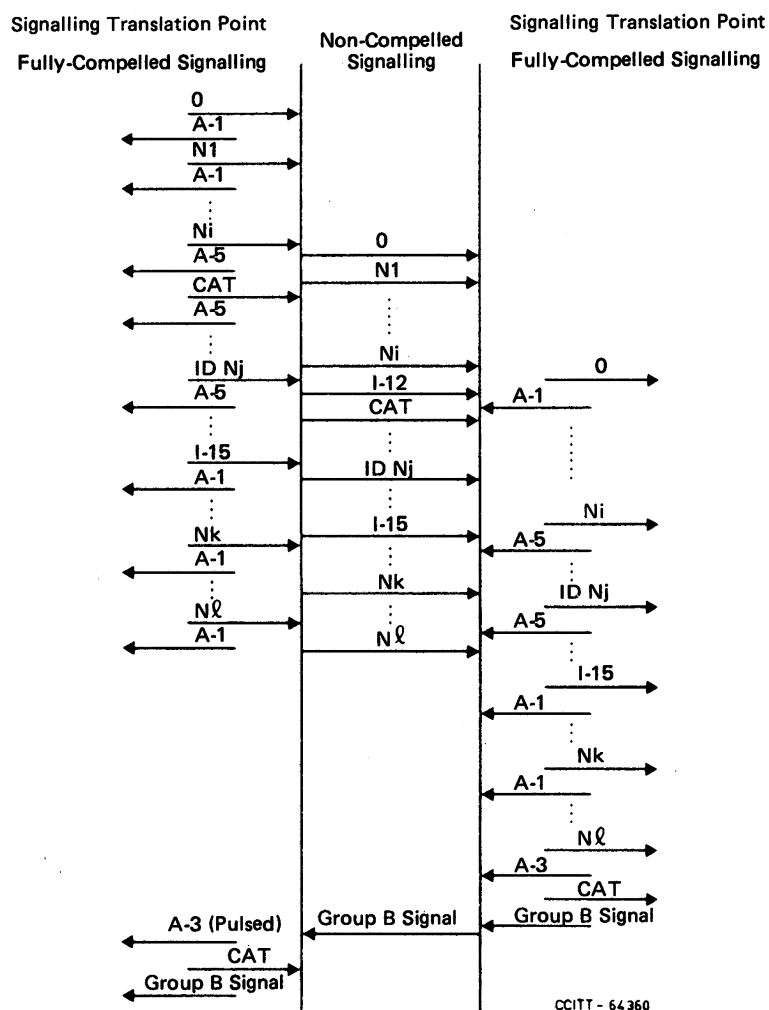 Signalling Translation Point
Fully-Compelled Signalling
Non-Compelled
Signalling
Signalling Translation Point
Fully-Compelled Signalling
0
A-1
N1
A-1
Ni
A-5
CAT
A-5
ID Nj
A-5
I-15
A-1
Nk
A-1
Nℓ
A-1
A-3 (Pulsed)
CAT
Group B Signal
0
N1
Ni
I-12
CAT
ID Nj
I-15
Nk
Nℓ
Group B Signal
0
A-1
Ni
A-5
ID Nj
A-5
I-15
A-1
Nk
A-1
Nℓ
A-3
CAT
Group B Signal
CCITT - 64360